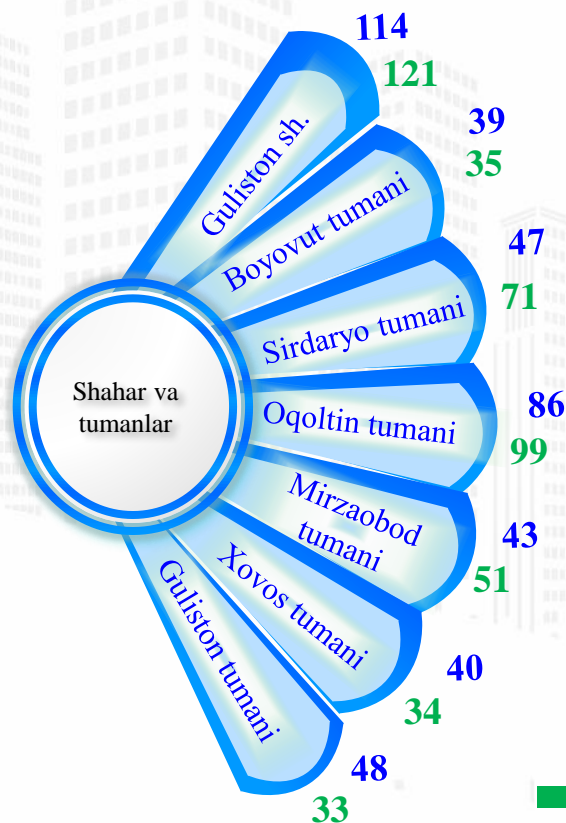 114
121
Guliston sh.
39
35
Boyovut tumani
47
71
Sirdaryo tumani
86
99
Oqoltin tumani
Shahar va
tumanlar
43
51
Mirzaobod
tumani
40
34
Xovos tumani
48
33
Guliston tumani